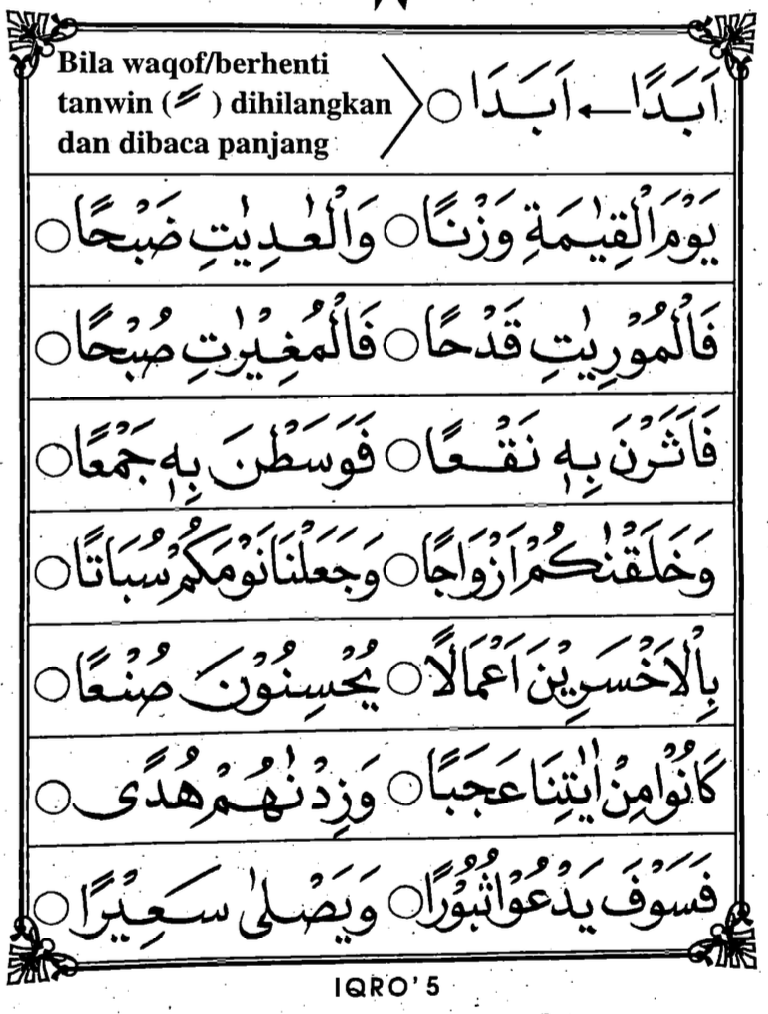 ٨
Bila waqof/berhenti
tanwin ( ً ) dihilangkan
dan dibaca panjang
اَبَدًا ← اَبَدَا ○
يَوْمَ الْقِيٰمَةِ وَزْنًا ○ وَالْعٰدِيٰتِ ضَبْحًا ○
فَالْمُوْرِيٰتِ قَدْحًا ○ فَالْمُغِيْرٰتِ صُبْحًا ○
فَاَثَرْنَ بِهٖ نَقْعًا ○ فَوَسَطْنَ بِهٖ جَمْعًا ○
وَخَلَقْنٰكُمْ اَزْوَاجًا ○ وَجَعَلْنَا نَوْمَكُمْ سُبَاتًا ○
بِالْاَخْسَرِيْنَ اَعْمَالًا ○ يُحْسِنُوْنَ صُنْعًا ○
كَانُوْا مِنْ اٰيٰتِنَا عَجَبًا ○ وَزِدْنٰهُمْ هُدًى ○
فَسَوْفَ يَدْعُوْا ثُبُوْرًا ○ وَيَصْلٰى سَعِيْرًا ○
IQRO'5